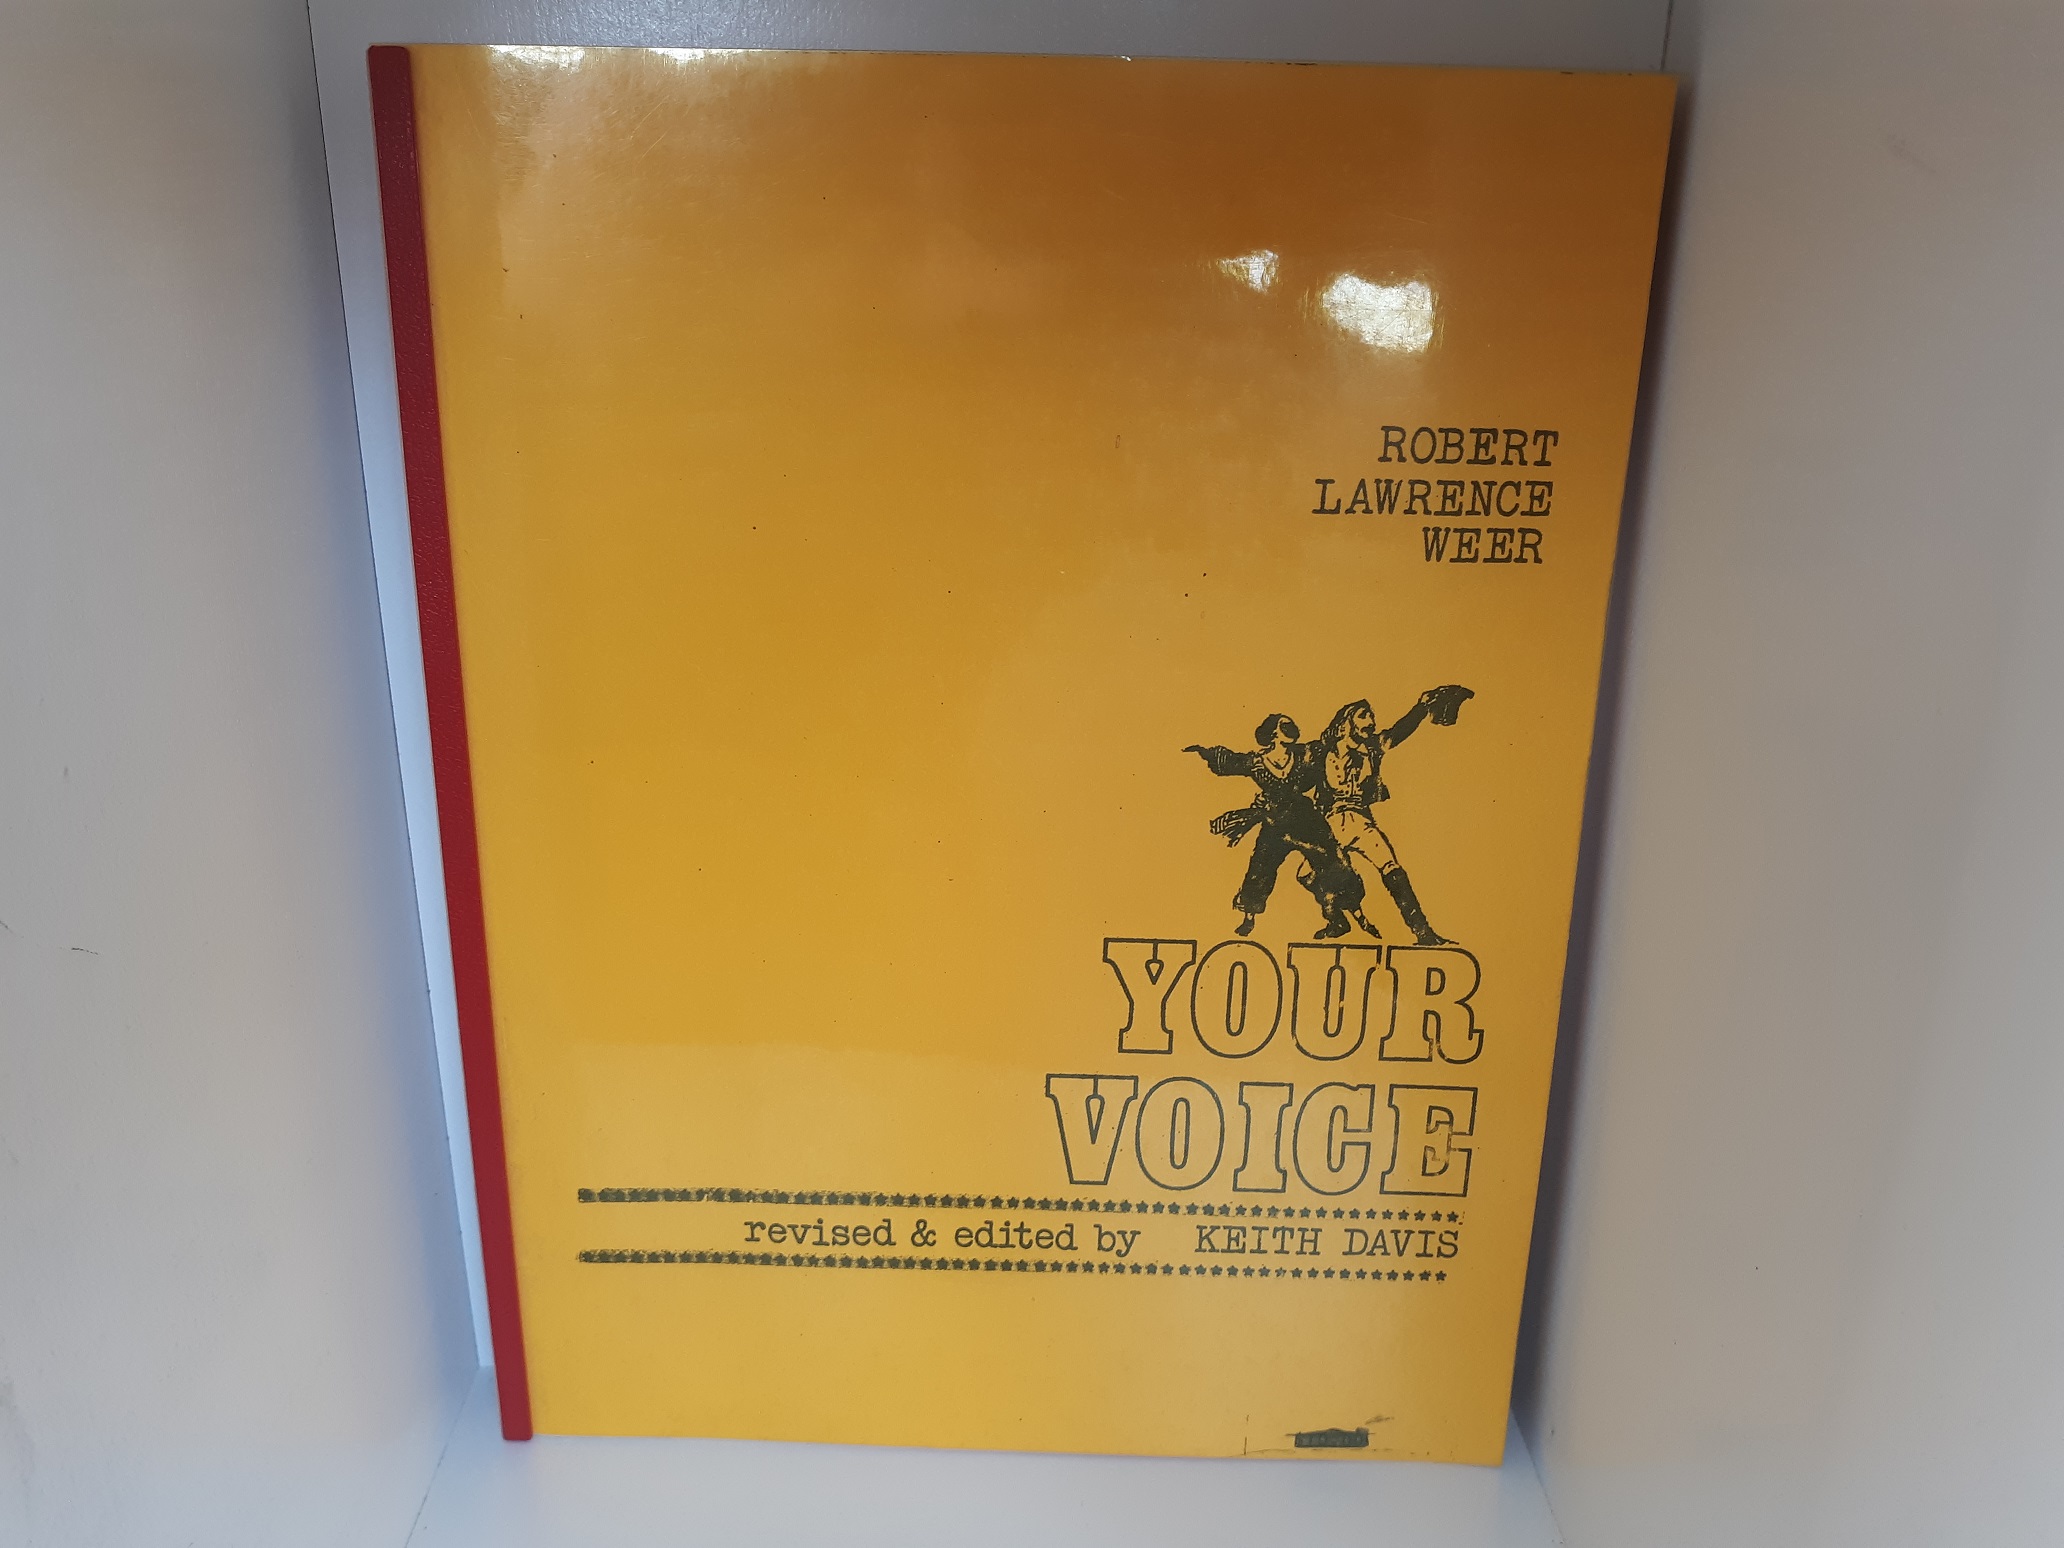 ROBERT
LAWRENCE
WEER
YOUR
VOICE
revised & edited by KEITH DAVIS